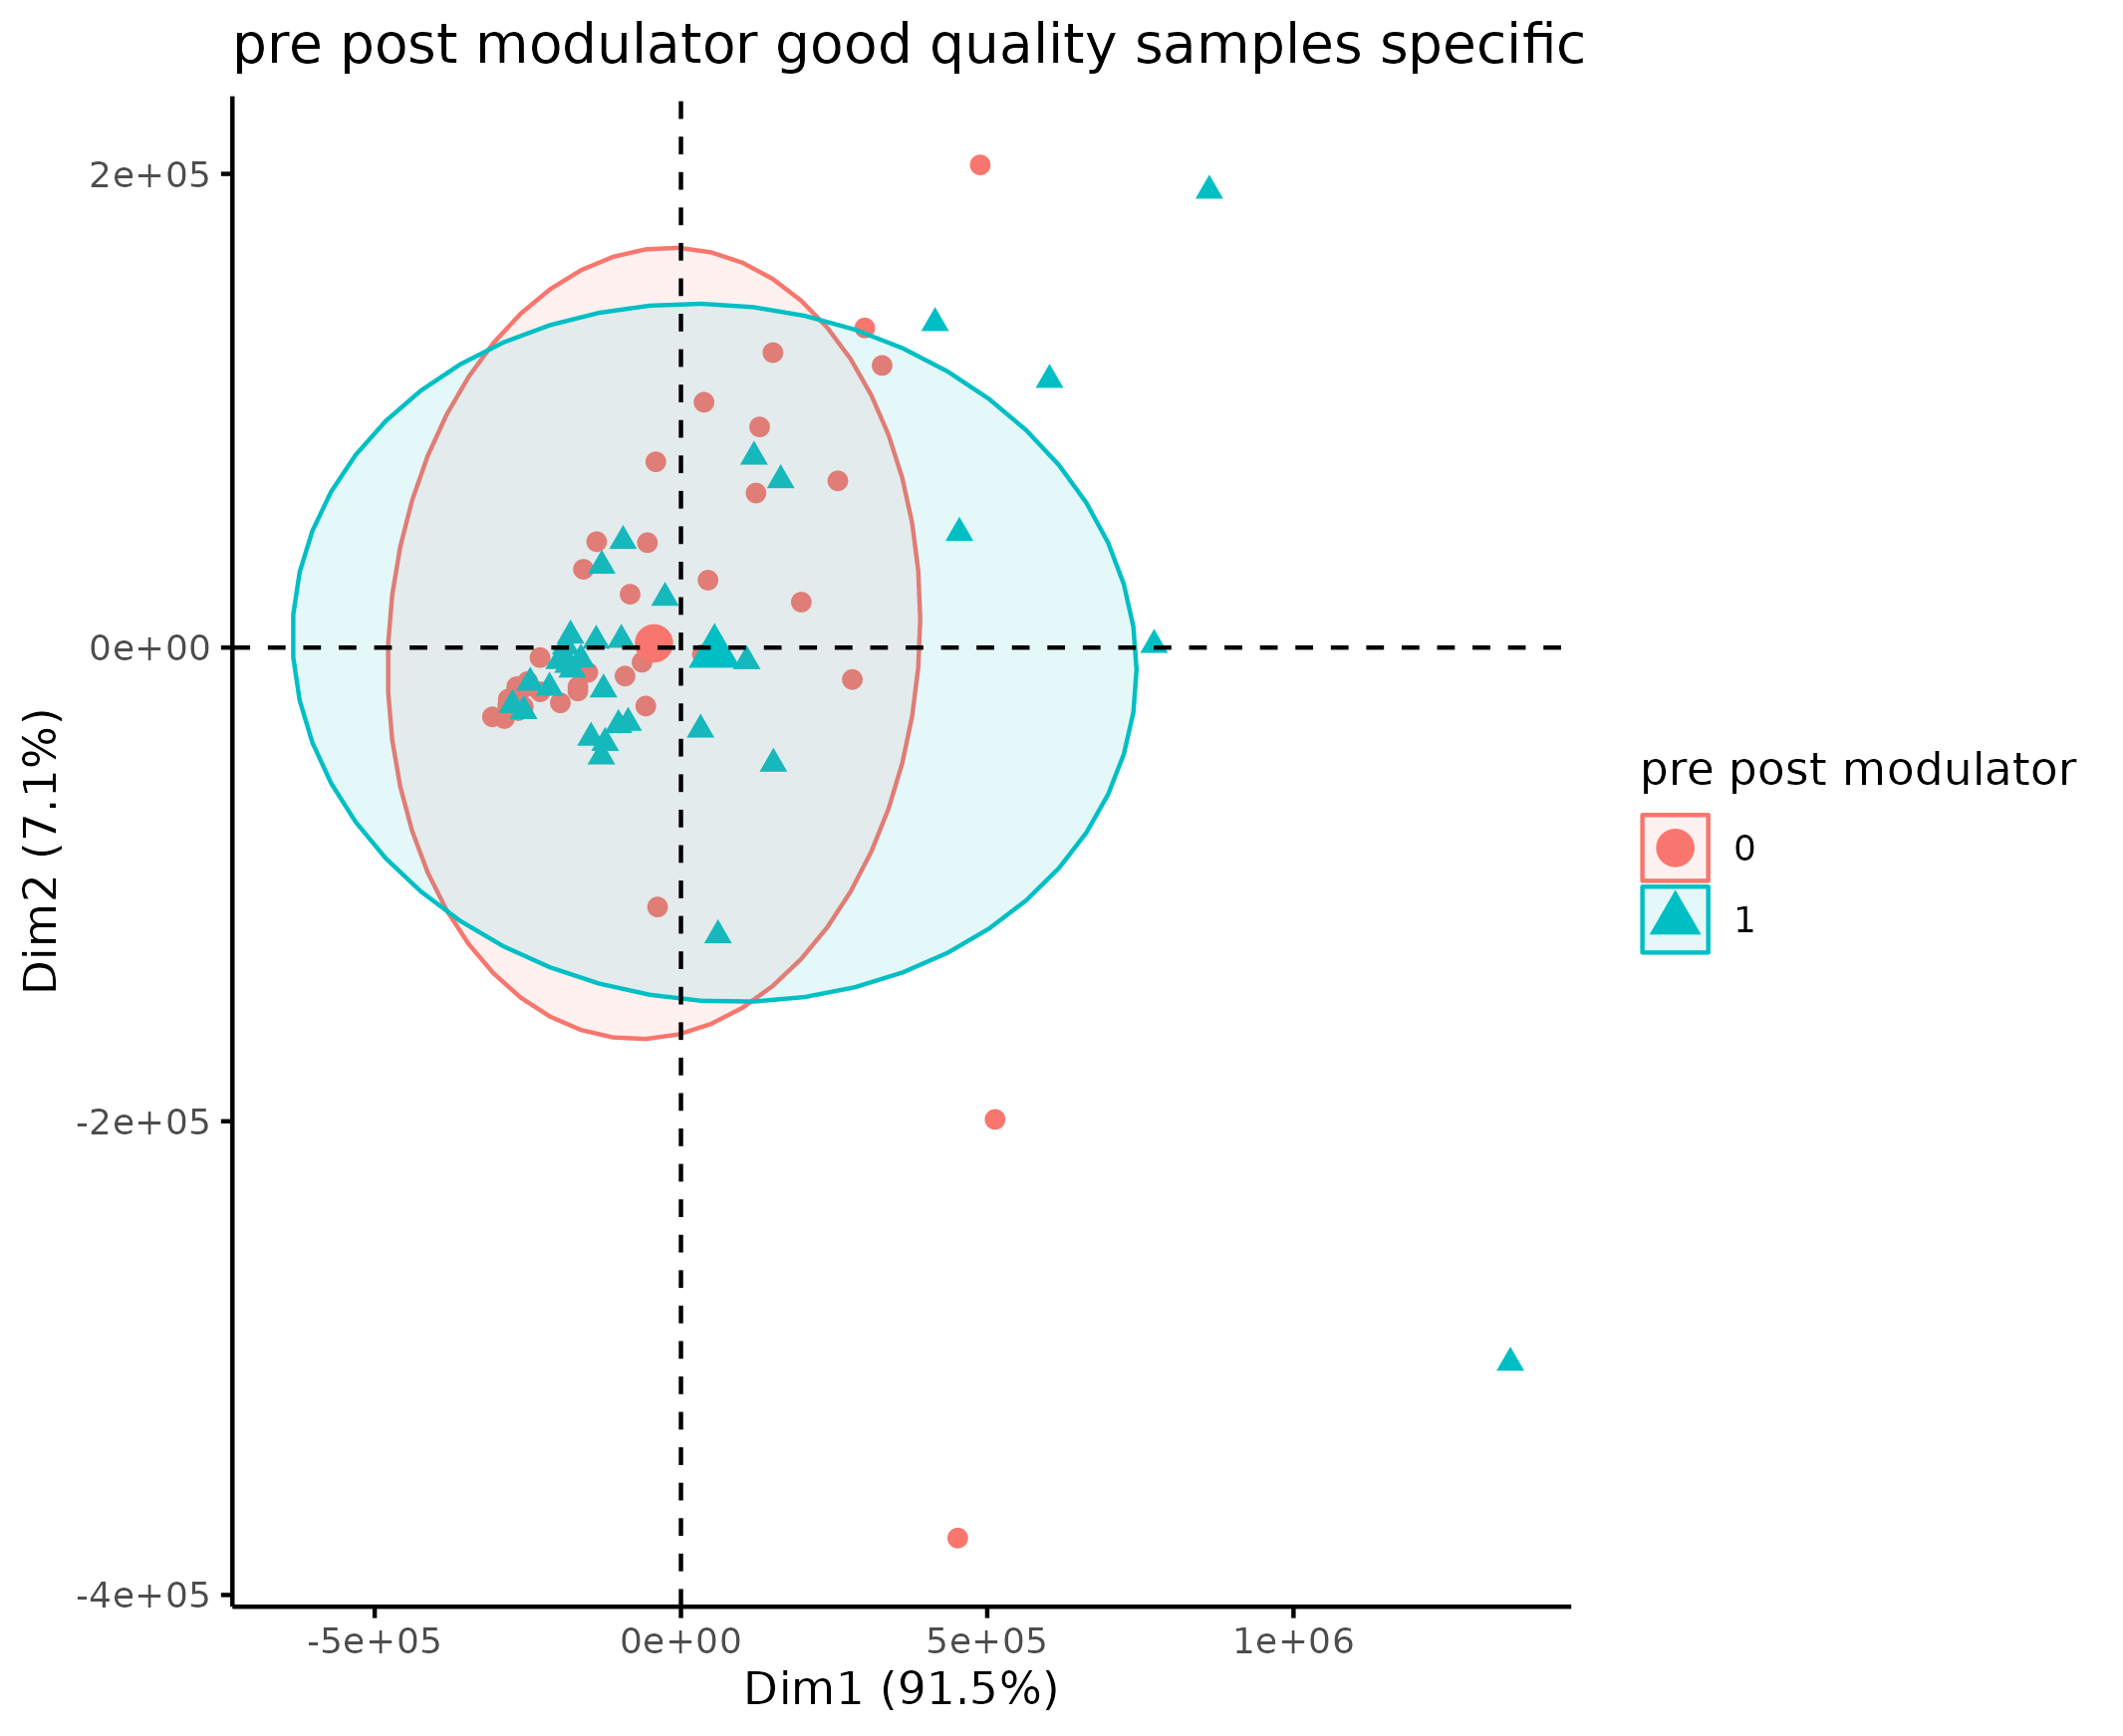 pre post modulator good quality samples specific
2e+05
0e+00
-2e+05
-4e+05
Dim2 (7.1%)
-5e+05
0e+00
5e+05
1e+06
Dim1 (91.5%)
pre post modulator
0
1